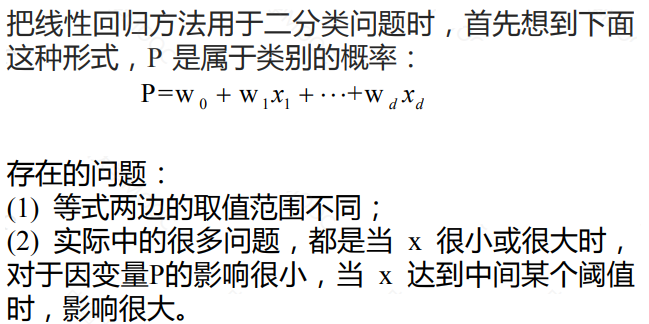 把线性回归方法用于二分类问题时，首先想到下面
这种形式，P 是属于类别的概率：
P=w₀ + w₁x₁ + ⋯+w_d x_d
存在的问题：
(1) 等式两边的取值范围不同；
(2) 实际中的很多问题，都是当 x 很小或很大时，
对于因变量P的影响很小，当 x 达到中间某个阈值
时，影响很大。